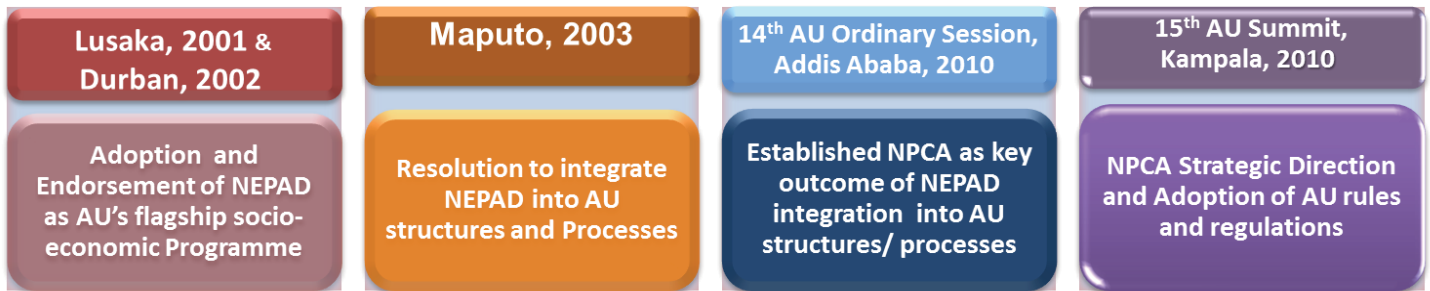 Lusaka, 2001 &
Durban, 2002
Adoption and
Endorsement of NEPAD
as AU's flagship socio-
economic Programme
Maputo, 2003
Resolution to integrate
NEPAD into AU
structures and Processes
14th AU Ordinary Session,
Addis Ababa, 2010
Established NPCA as key
outcome of NEPAD
integration into AU
structures/ processes
15th AU Summit,
Kampala, 2010
NPCA Strategic Direction
and Adoption of AU rules
and regulations